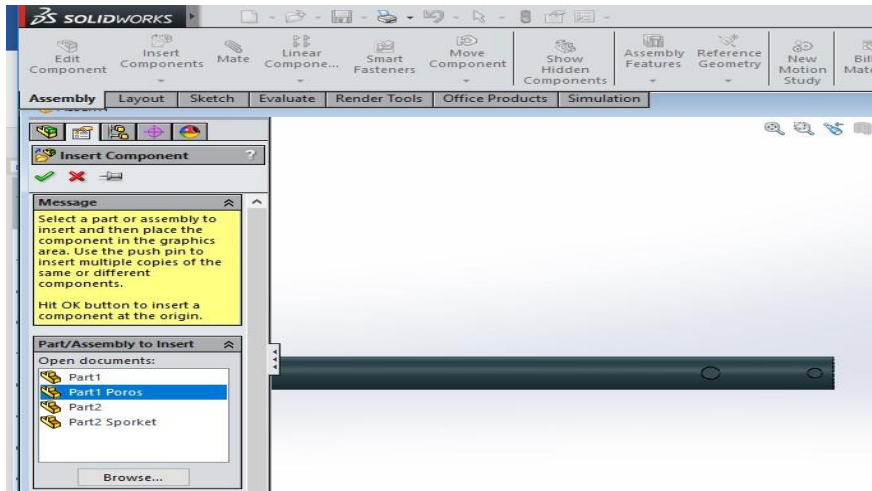 SOLIDWORKS
Edit Component
Insert Components
Mate
Linear Compone...
Smart Fasteners
Move Component
Show Hidden Components
Assembly Features
Reference Geometry
New Motion Study
Assembly Layout Sketch Evaluate Render Tools Office Products Simulation
Insert Component ?
Message
Select a part or assembly to
insert and then place the
component in the graphics
area. Use the push pin to
insert multiple copies of the
same or different
components.
Hit OK button to insert a
component at the origin.
Part/Assembly to Insert
Open documents:
Part1
Part1 Poros
Part2
Part2 Sporket
Browse...